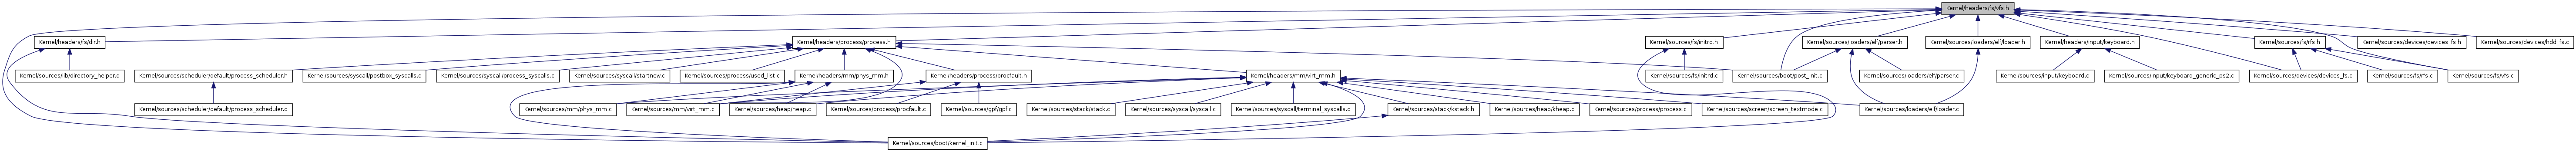 Kernel/headers/fs/vfs.h
Kernel/headers/fs/dir.h
Kernel/headers/process/process.h
Kernel/sources/fs/initrd.h
Kernel/sources/loaders/elf/parser.h
Kernel/sources/loaders/elf/loader.h
Kernel/headers/input/keyboard.h
Kernel/sources/fs/rfs.h
Kernel/sources/devices/devices_fs.h
Kernel/sources/devices/hdd_fs.c
Kernel/sources/lib/directory_helper.c
Kernel/sources/scheduler/default/process_scheduler.h
Kernel/sources/syscall/postbox_syscalls.c
Kernel/sources/syscall/process_syscalls.c
Kernel/sources/syscall/startnew.c
Kernel/sources/process/used_list.c
Kernel/headers/mm/phys_mm.h
Kernel/headers/process/procfault.h
Kernel/headers/mm/virt_mm.h
Kernel/sources/fs/initrd.c
Kernel/sources/boot/post_init.c
Kernel/sources/loaders/elf/parser.c
Kernel/sources/input/keyboard.c
Kernel/sources/input/keyboard_generic_ps2.c
Kernel/sources/devices/devices_fs.c
Kernel/sources/fs/rfs.c
Kernel/sources/fs/vfs.c
Kernel/sources/scheduler/default/process_scheduler.c
Kernel/sources/mm/phys_mm.c
Kernel/sources/mm/virt_mm.c
Kernel/sources/heap/heap.c
Kernel/sources/process/procfault.c
Kernel/sources/gpf/gpf.c
Kernel/sources/stack/stack.c
Kernel/sources/syscall/syscall.c
Kernel/sources/syscall/terminal_syscalls.c
Kernel/sources/stack/kstack.h
Kernel/sources/heap/kheap.c
Kernel/sources/process/process.c
Kernel/sources/screen/screen_textmode.c
Kernel/sources/loaders/elf/loader.c
Kernel/sources/boot/kernel_init.c